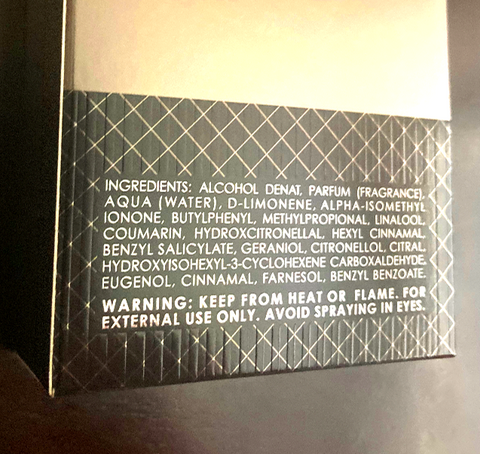 INGREDIENTS: ALCOHOL DENAT, PARFUM (FRAGRANCE),
AQUA (WATER), D-LIMONENE, ALPHA-ISOMETHYL
IONONE, BUTYLPHENYL, METHYLPROPIONAL, LINALOOL,
COUMARIN, HYDROXCITRONELLAL, HEXYL CINNAMAL,
BENZYL SALICYLATE, GERANIOL, CITRONELLOL, CITRAL,
HYDROXYISOHEXYL-3-CYCLOHEXENE CARBOXALDEHYDE,
EUGENOL, CINNAMAL, FARNESOL, BENZYL BENZOATE.
WARNING: KEEP FROM HEAT OR FLAME. FOR
EXTERNAL USE ONLY. AVOID SPRAYING IN EYES.